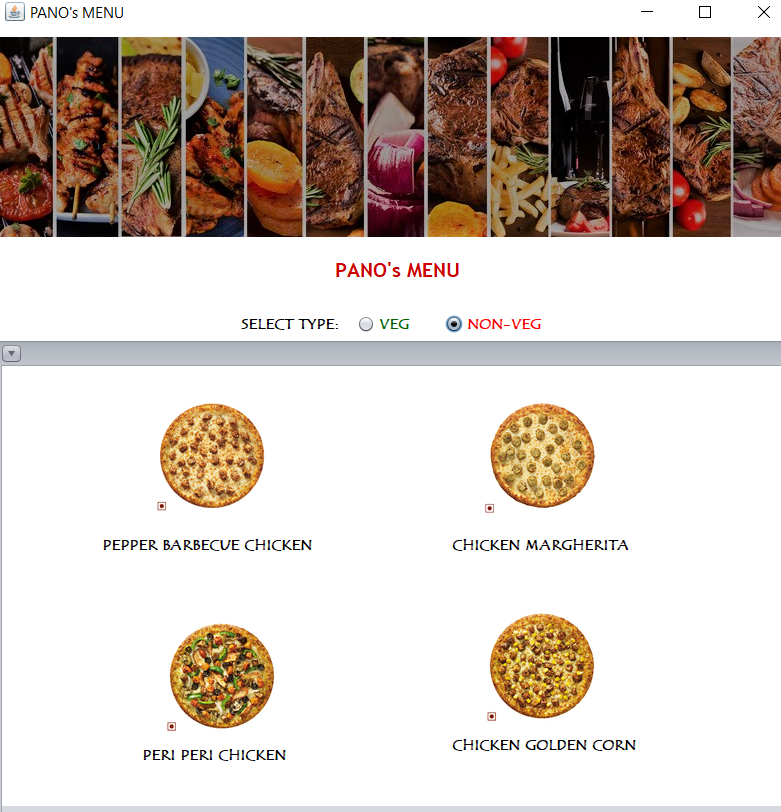 PANO's MENU
PANO's MENU
SELECT TYPE: VEG NON-VEG
PEPPER BARBECUE CHICKEN CHICKEN MARGHERITA
PERI PERI CHICKEN CHICKEN GOLDEN CORN